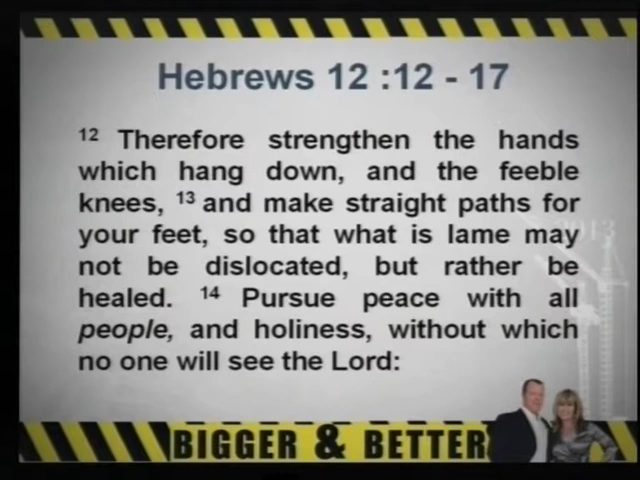 Hebrews 12 :12 - 17
12 Therefore strengthen the hands
which hang down, and the feeble
knees, 13 and make straight paths for
your feet, so that what is lame may
not be dislocated, but rather be
healed. 14 Pursue peace with all
people, and holiness, without which
no one will see the Lord:
2013
BIGGER & BETTER